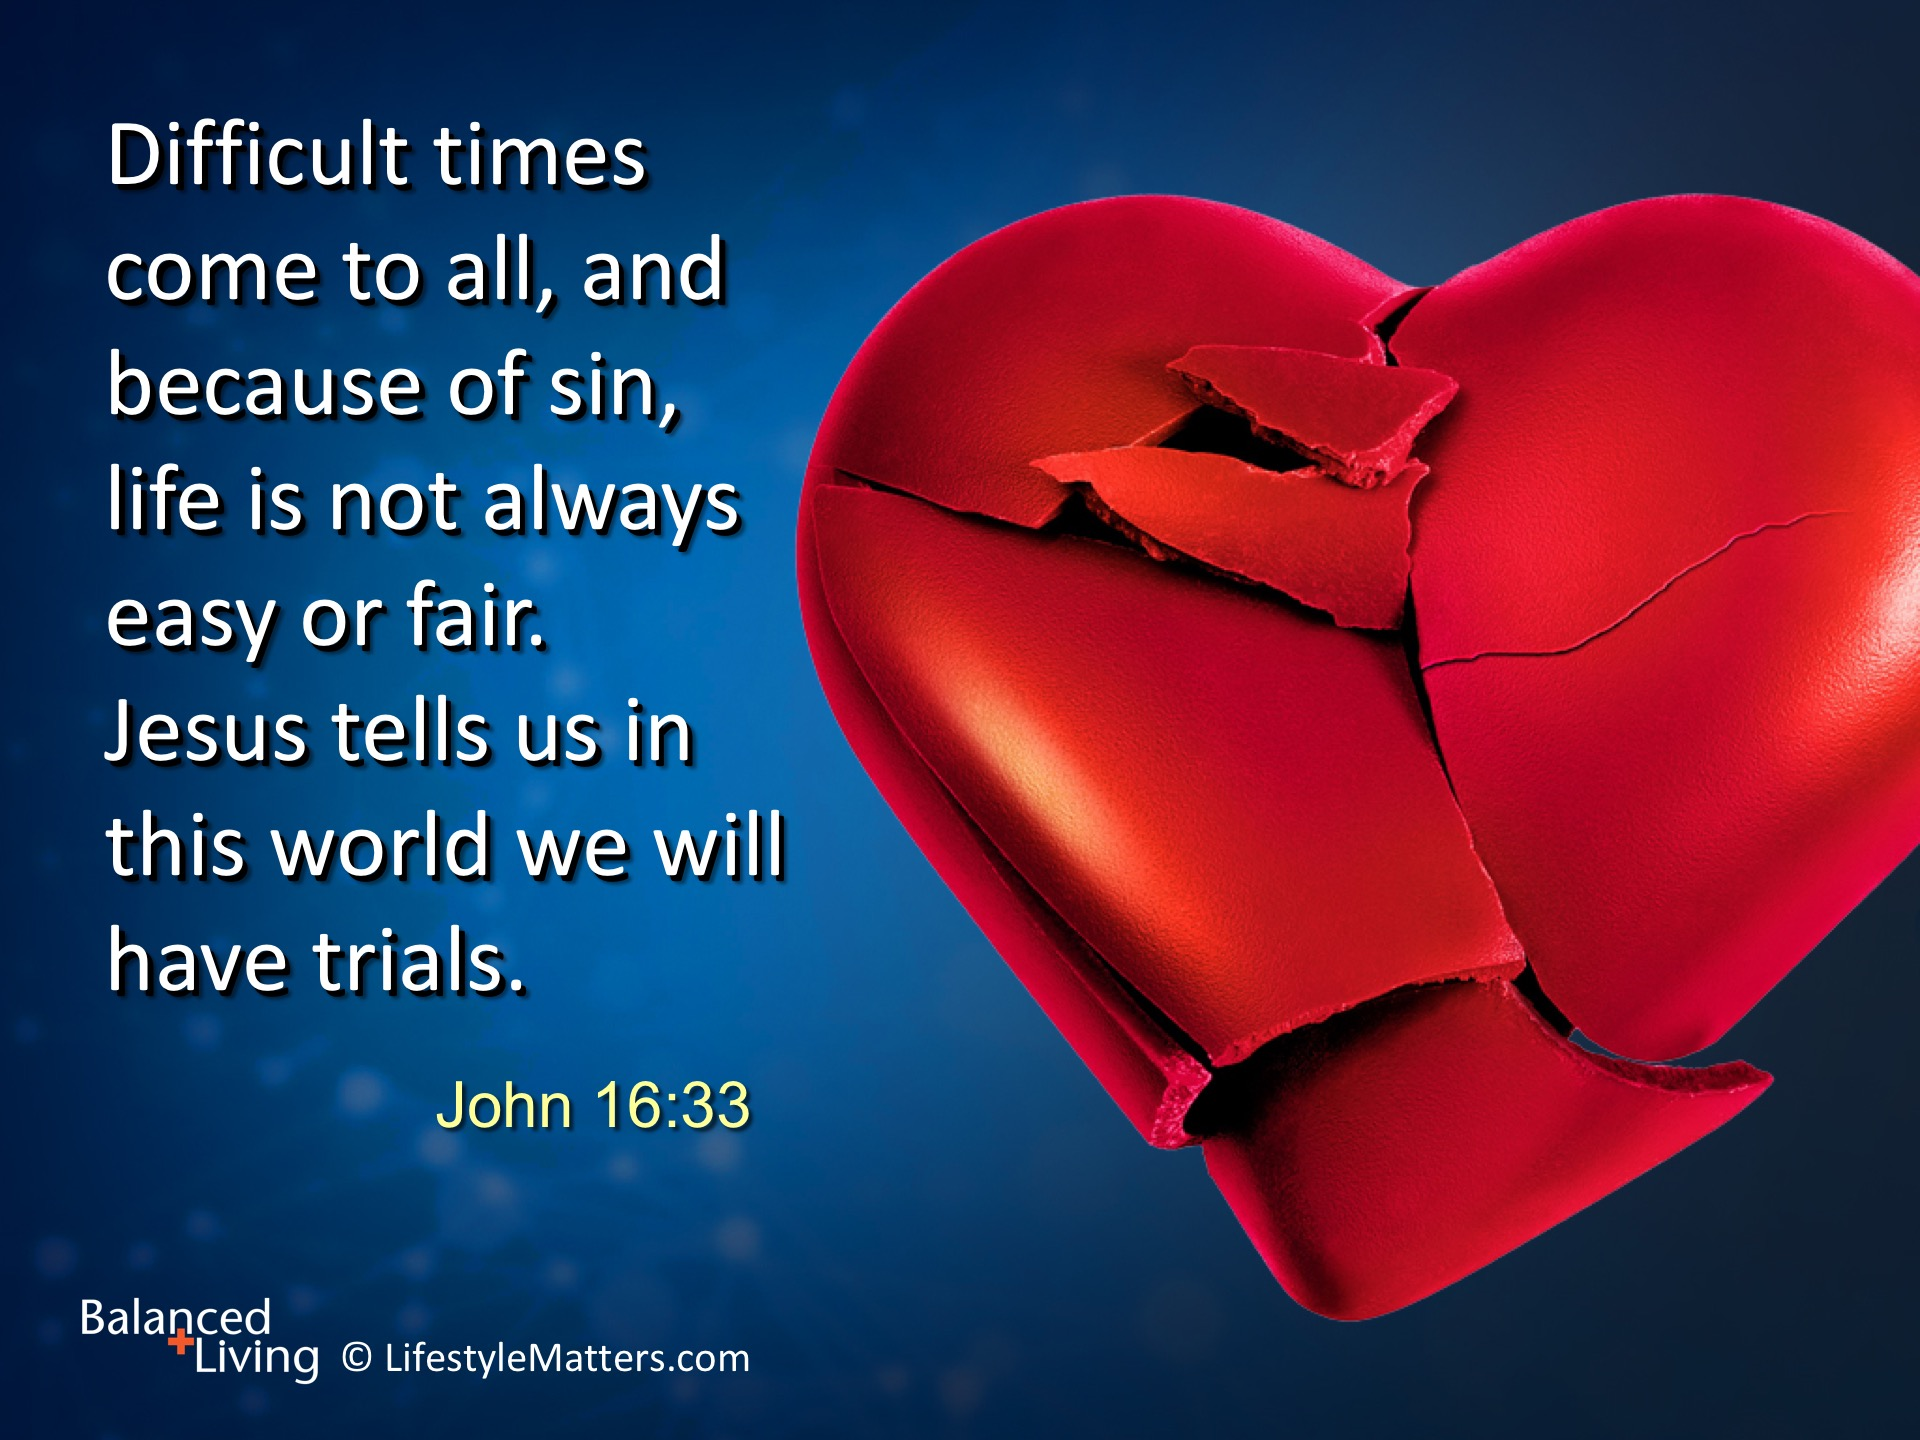 Difficult times
come to all, and
because of sin,
life is not always
easy or fair.
Jesus tells us in
this world we will
have trials.
John 16:33
Balanced
Living © LifestyleMatters.com